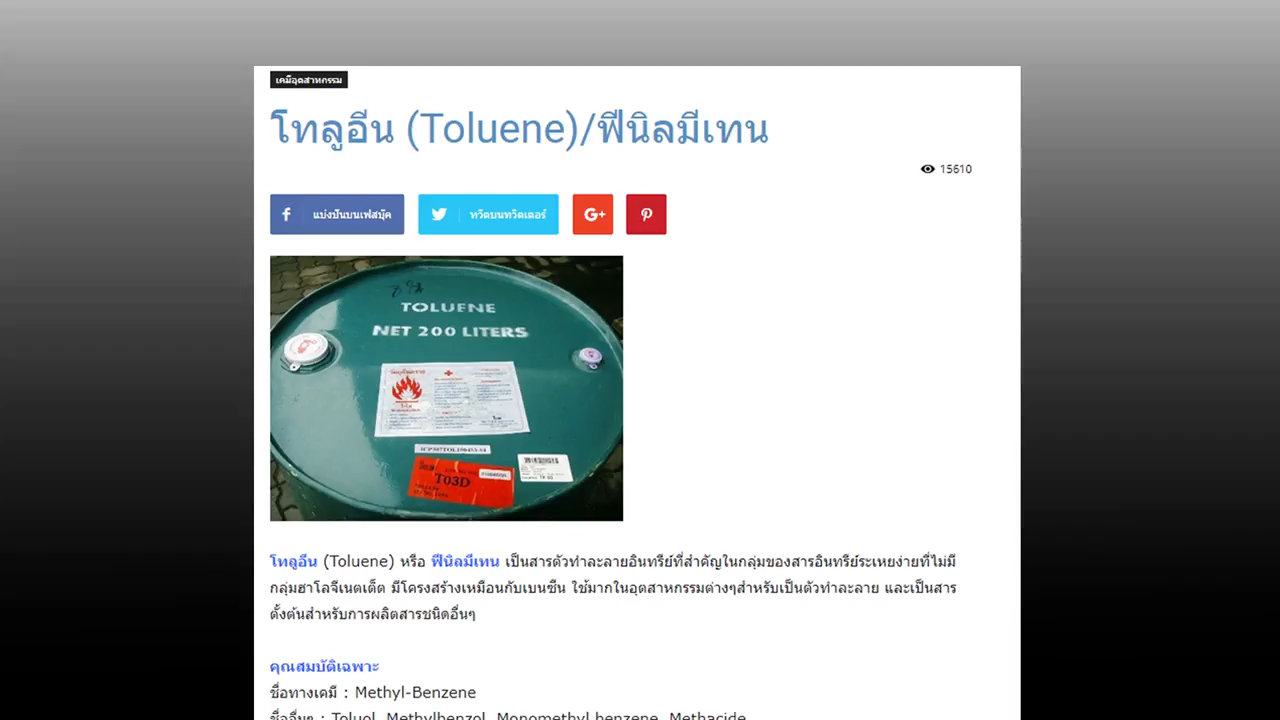 เคมีอุตสาหกรรม
โทลูอีน (Toluene)/ฟีนิลมีเทน
15610
แบ่งปันบนเฟสบุ๊ค
ทวีตบนทวิตเตอร์
G+
TOLUENE
NET 200 LITERS
T03D
โทลูอีน (Toluene) หรือ ฟีนิลมีเทน เป็นสารตัวทำละลายอินทรีย์ที่สำคัญในกลุ่มของสารอินทรีย์ระเหยง่ายที่ไม่มี
กลุ่มฮาโลจีเนตเต็ต มีโครงสร้างเหมือนกับเบนซีน ใช้มากในอุตสาหกรรมต่างๆสำหรับเป็นตัวทำละลาย และเป็นสาร
ตั้งต้นสำหรับการผลิตสารชนิดอื่นๆ
คุณสมบัติเฉพาะ
ชื่อทางเคมี : Methyl-Benzene
ชื่ออื่นๆ : Toluol, Methylbenzol, Monomethyl benzene, Methacide